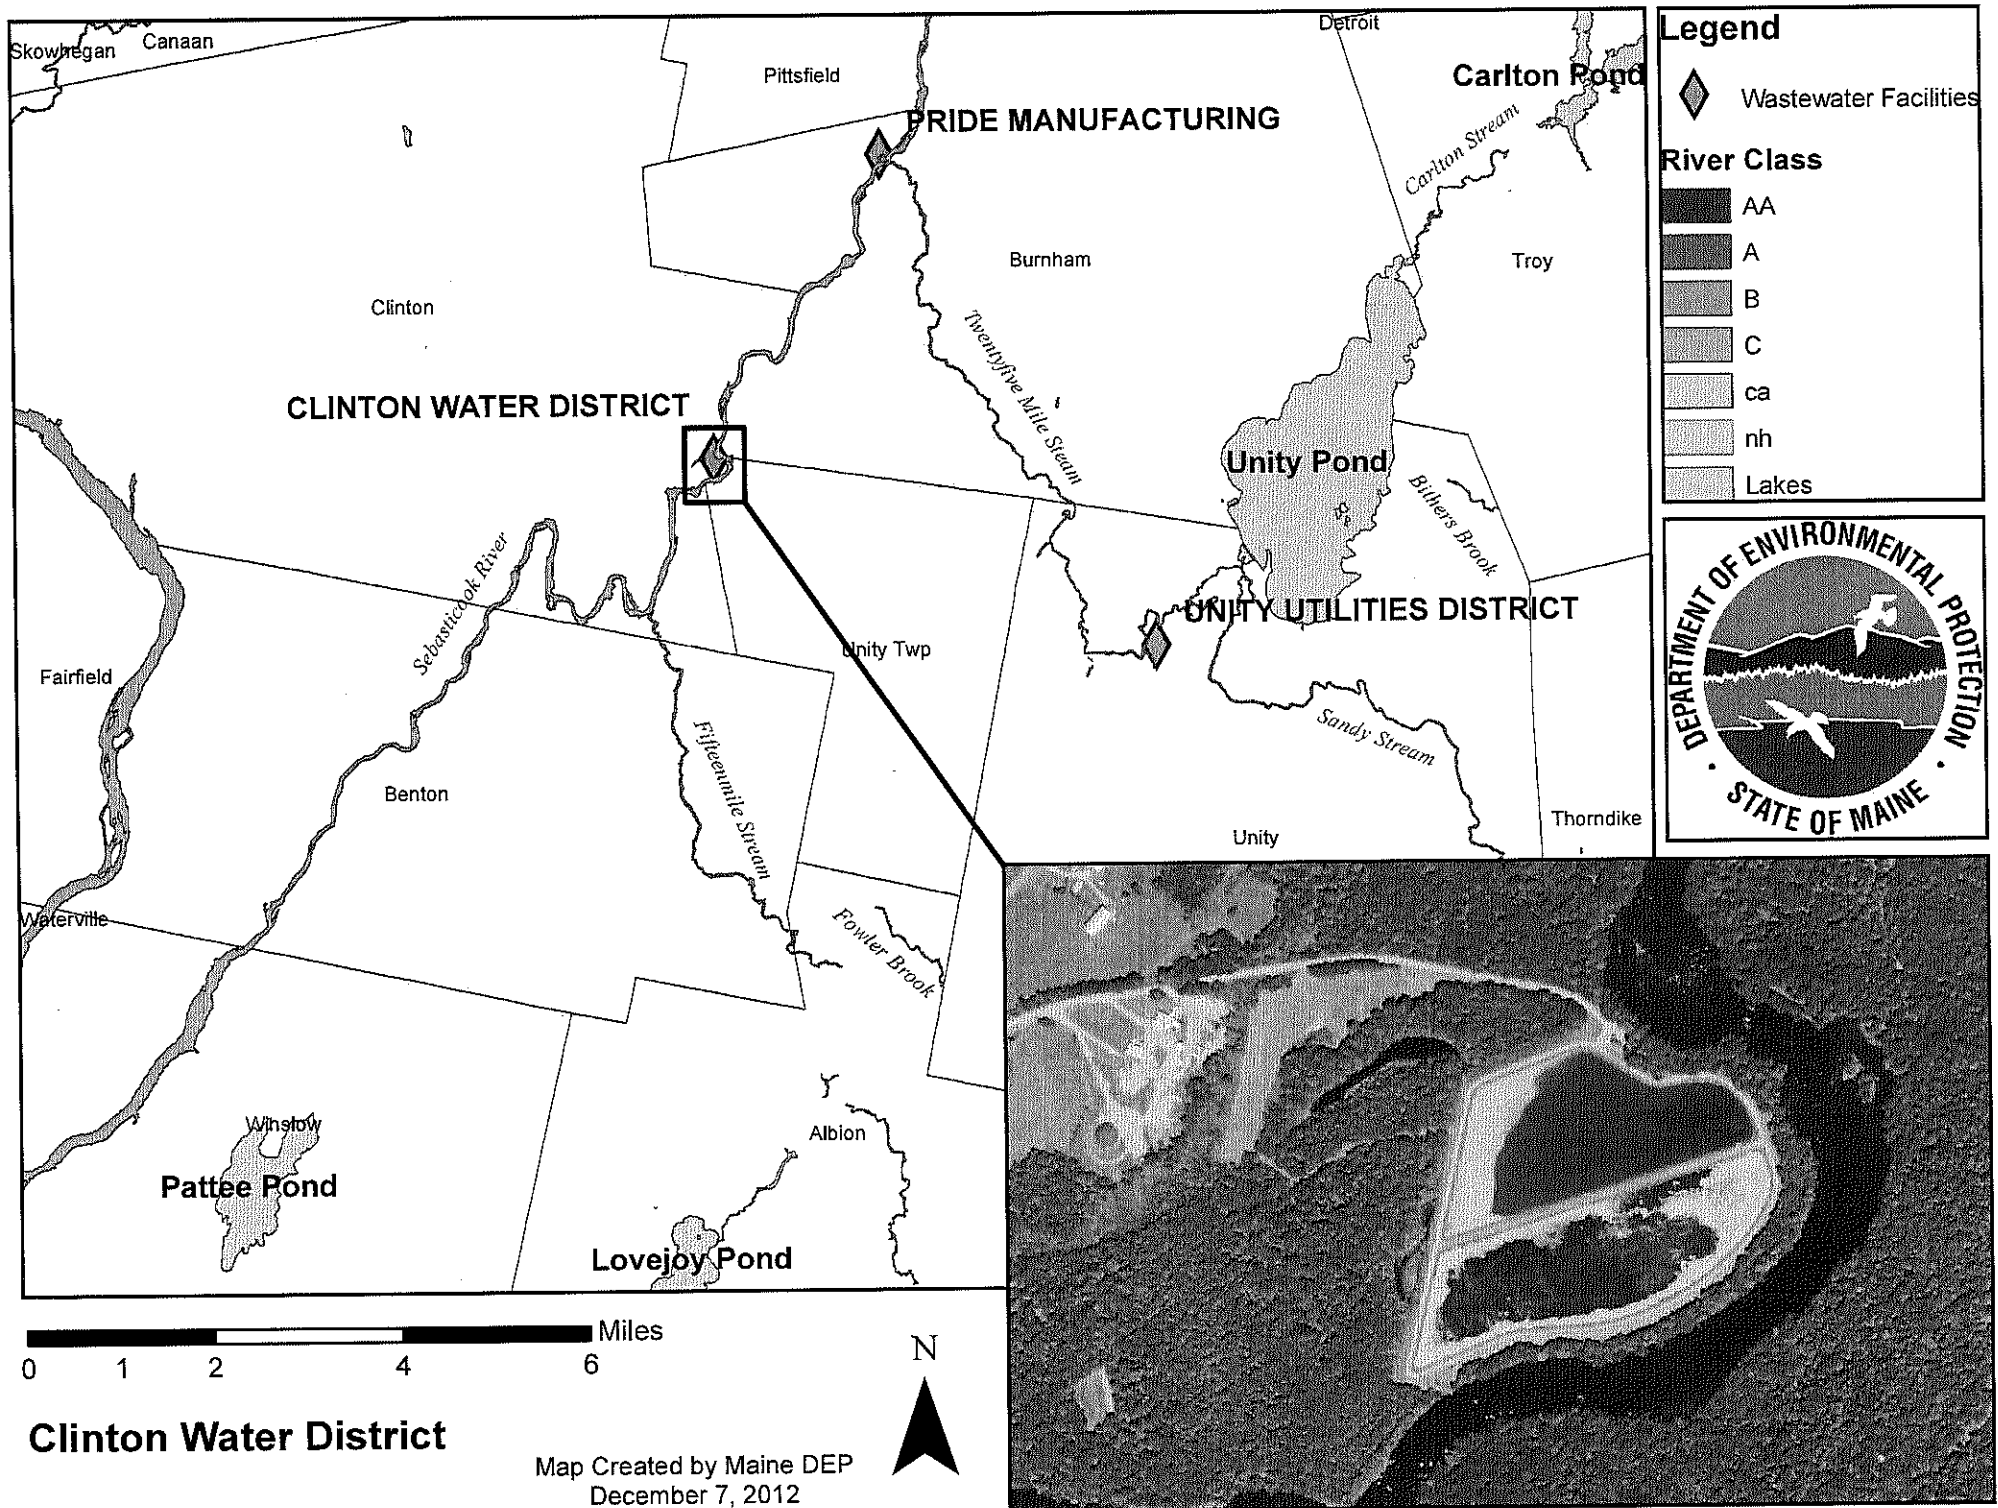 Skowhegan
Canaan
Pittsfield
Detroit
Carlton Pond
PRIDE MANUFACTURING
Carlton Stream
Burnham
Troy
Clinton
Twentyfive Mile Steam
CLINTON WATER DISTRICT
Unity Pond
Bithers Brook
Sebasticook River
UNITY UTILITIES DISTRICT
Unity Twp
Fairfield
Sandy Stream
Fifteenmile Stream
Benton
Thorndike
Unity
Waterville
Fowler Brook
Winslow
Albion
Pattee Pond
Lovejoy Pond
Legend
Wastewater Facilities
River Class
AA
A
B
C
ca
nh
Lakes
DEPARTMENT OF ENVIRONMENTAL PROTECTION
• STATE OF MAINE •
Miles
0 1 2 4 6
N
Clinton Water District
Map Created by Maine DEP
December 7, 2012